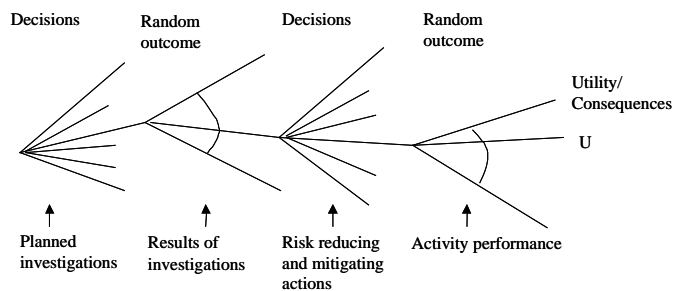 Decisions
Random
outcome
Decisions
Random
outcome
Utility/
Consequences
U
Planned
investigations
Results of
investigations
Risk reducing
and mitigating
actions
Activity performance